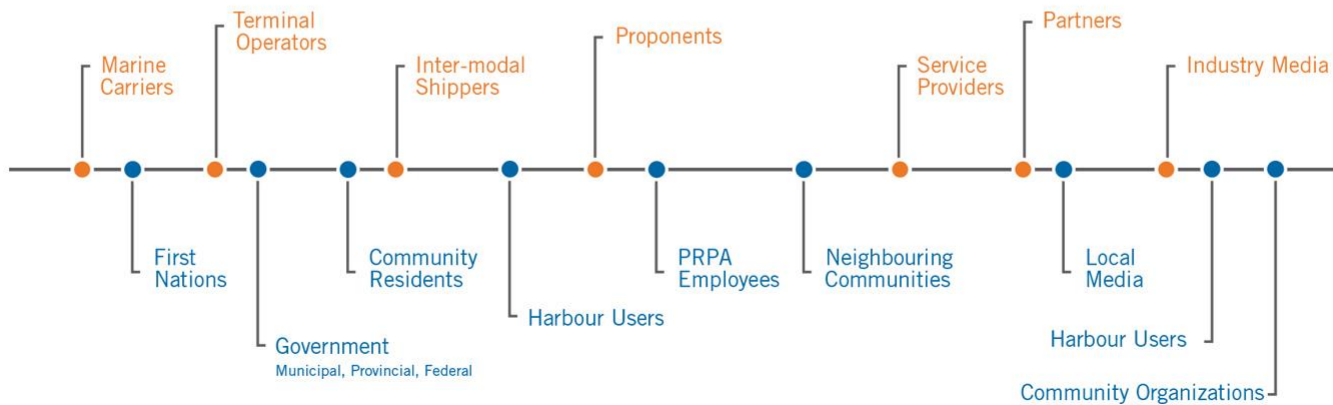 Marine
Carriers
Terminal
Operators
Inter-modal
Shippers
Proponents
Service
Providers
Partners
Industry Media
First
Nations
Government
Municipal, Provincial, Federal
Community
Residents
Harbour Users
PRPA
Employees
Neighbouring
Communities
Local
Media
Harbour Users
Community Organizations